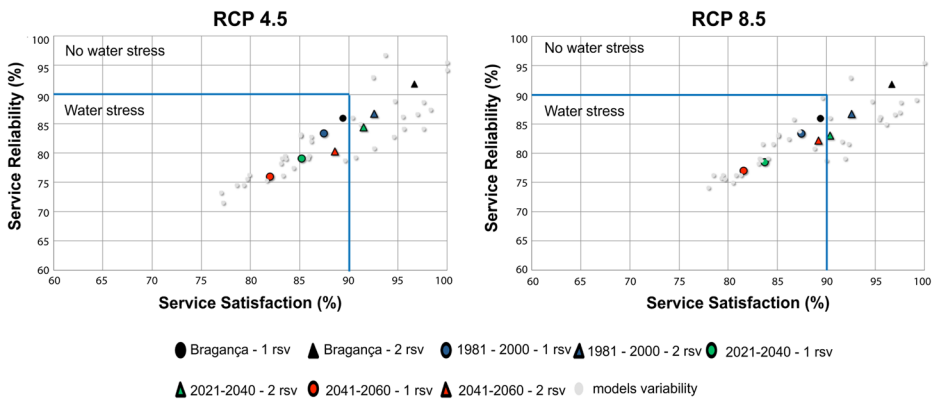 RCP 4.5
No water stress
Water stress
Service Reliability (%)
100
95
90
85
80
75
70
65
60
60
65
70
75
80
85
90
95
100
Service Satisfaction (%)
RCP 8.5
No water stress
Water stress
Service Reliability (%)
100
95
90
85
80
75
70
65
60
60
65
70
75
80
85
90
95
100
Service Satisfaction (%)
Bragança - 1 rsv
Bragança - 2 rsv
1981 - 2000 - 1 rsv
1981 - 2000 - 2 rsv
2021-2040 - 1 rsv
2021-2040 - 2 rsv
2041-2060 - 1 rsv
2041-2060 - 2 rsv
models variability